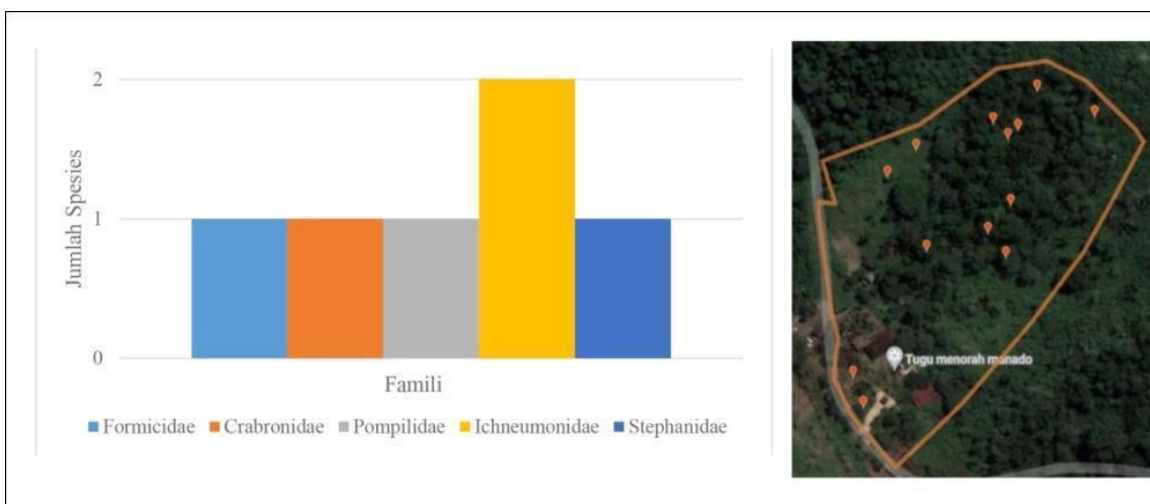 Jumlah Spesies
2
1
0
Famili
Formicidae Crabronidae Pompilidae Ichneumonidae Stephanidae
Tugu menorah manado